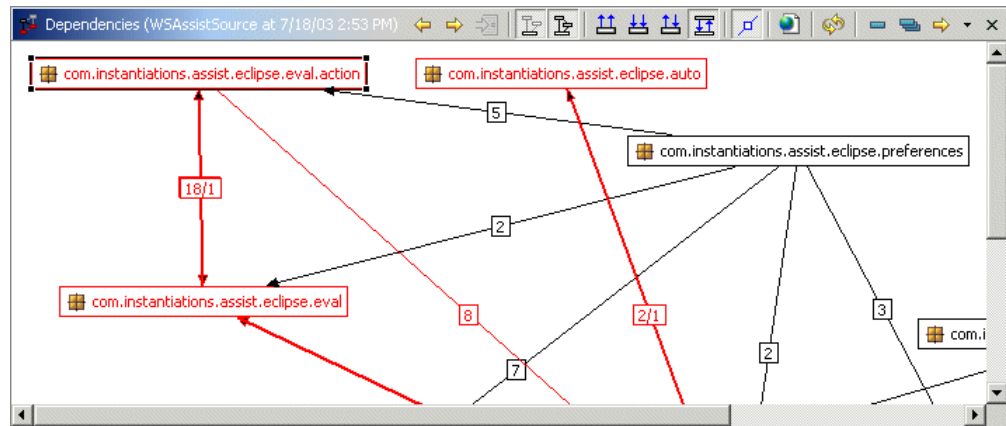 Dependencies (WSAssistSource at 7/18/03 2:53 PM)
com.instantiations.assist.eclipse.eval.action
com.instantiations.assist.eclipse.auto
5
com.instantiations.assist.eclipse.preferences
18/1
2
com.instantiations.assist.eclipse.eval
8
2/1
3
com.i
2
7